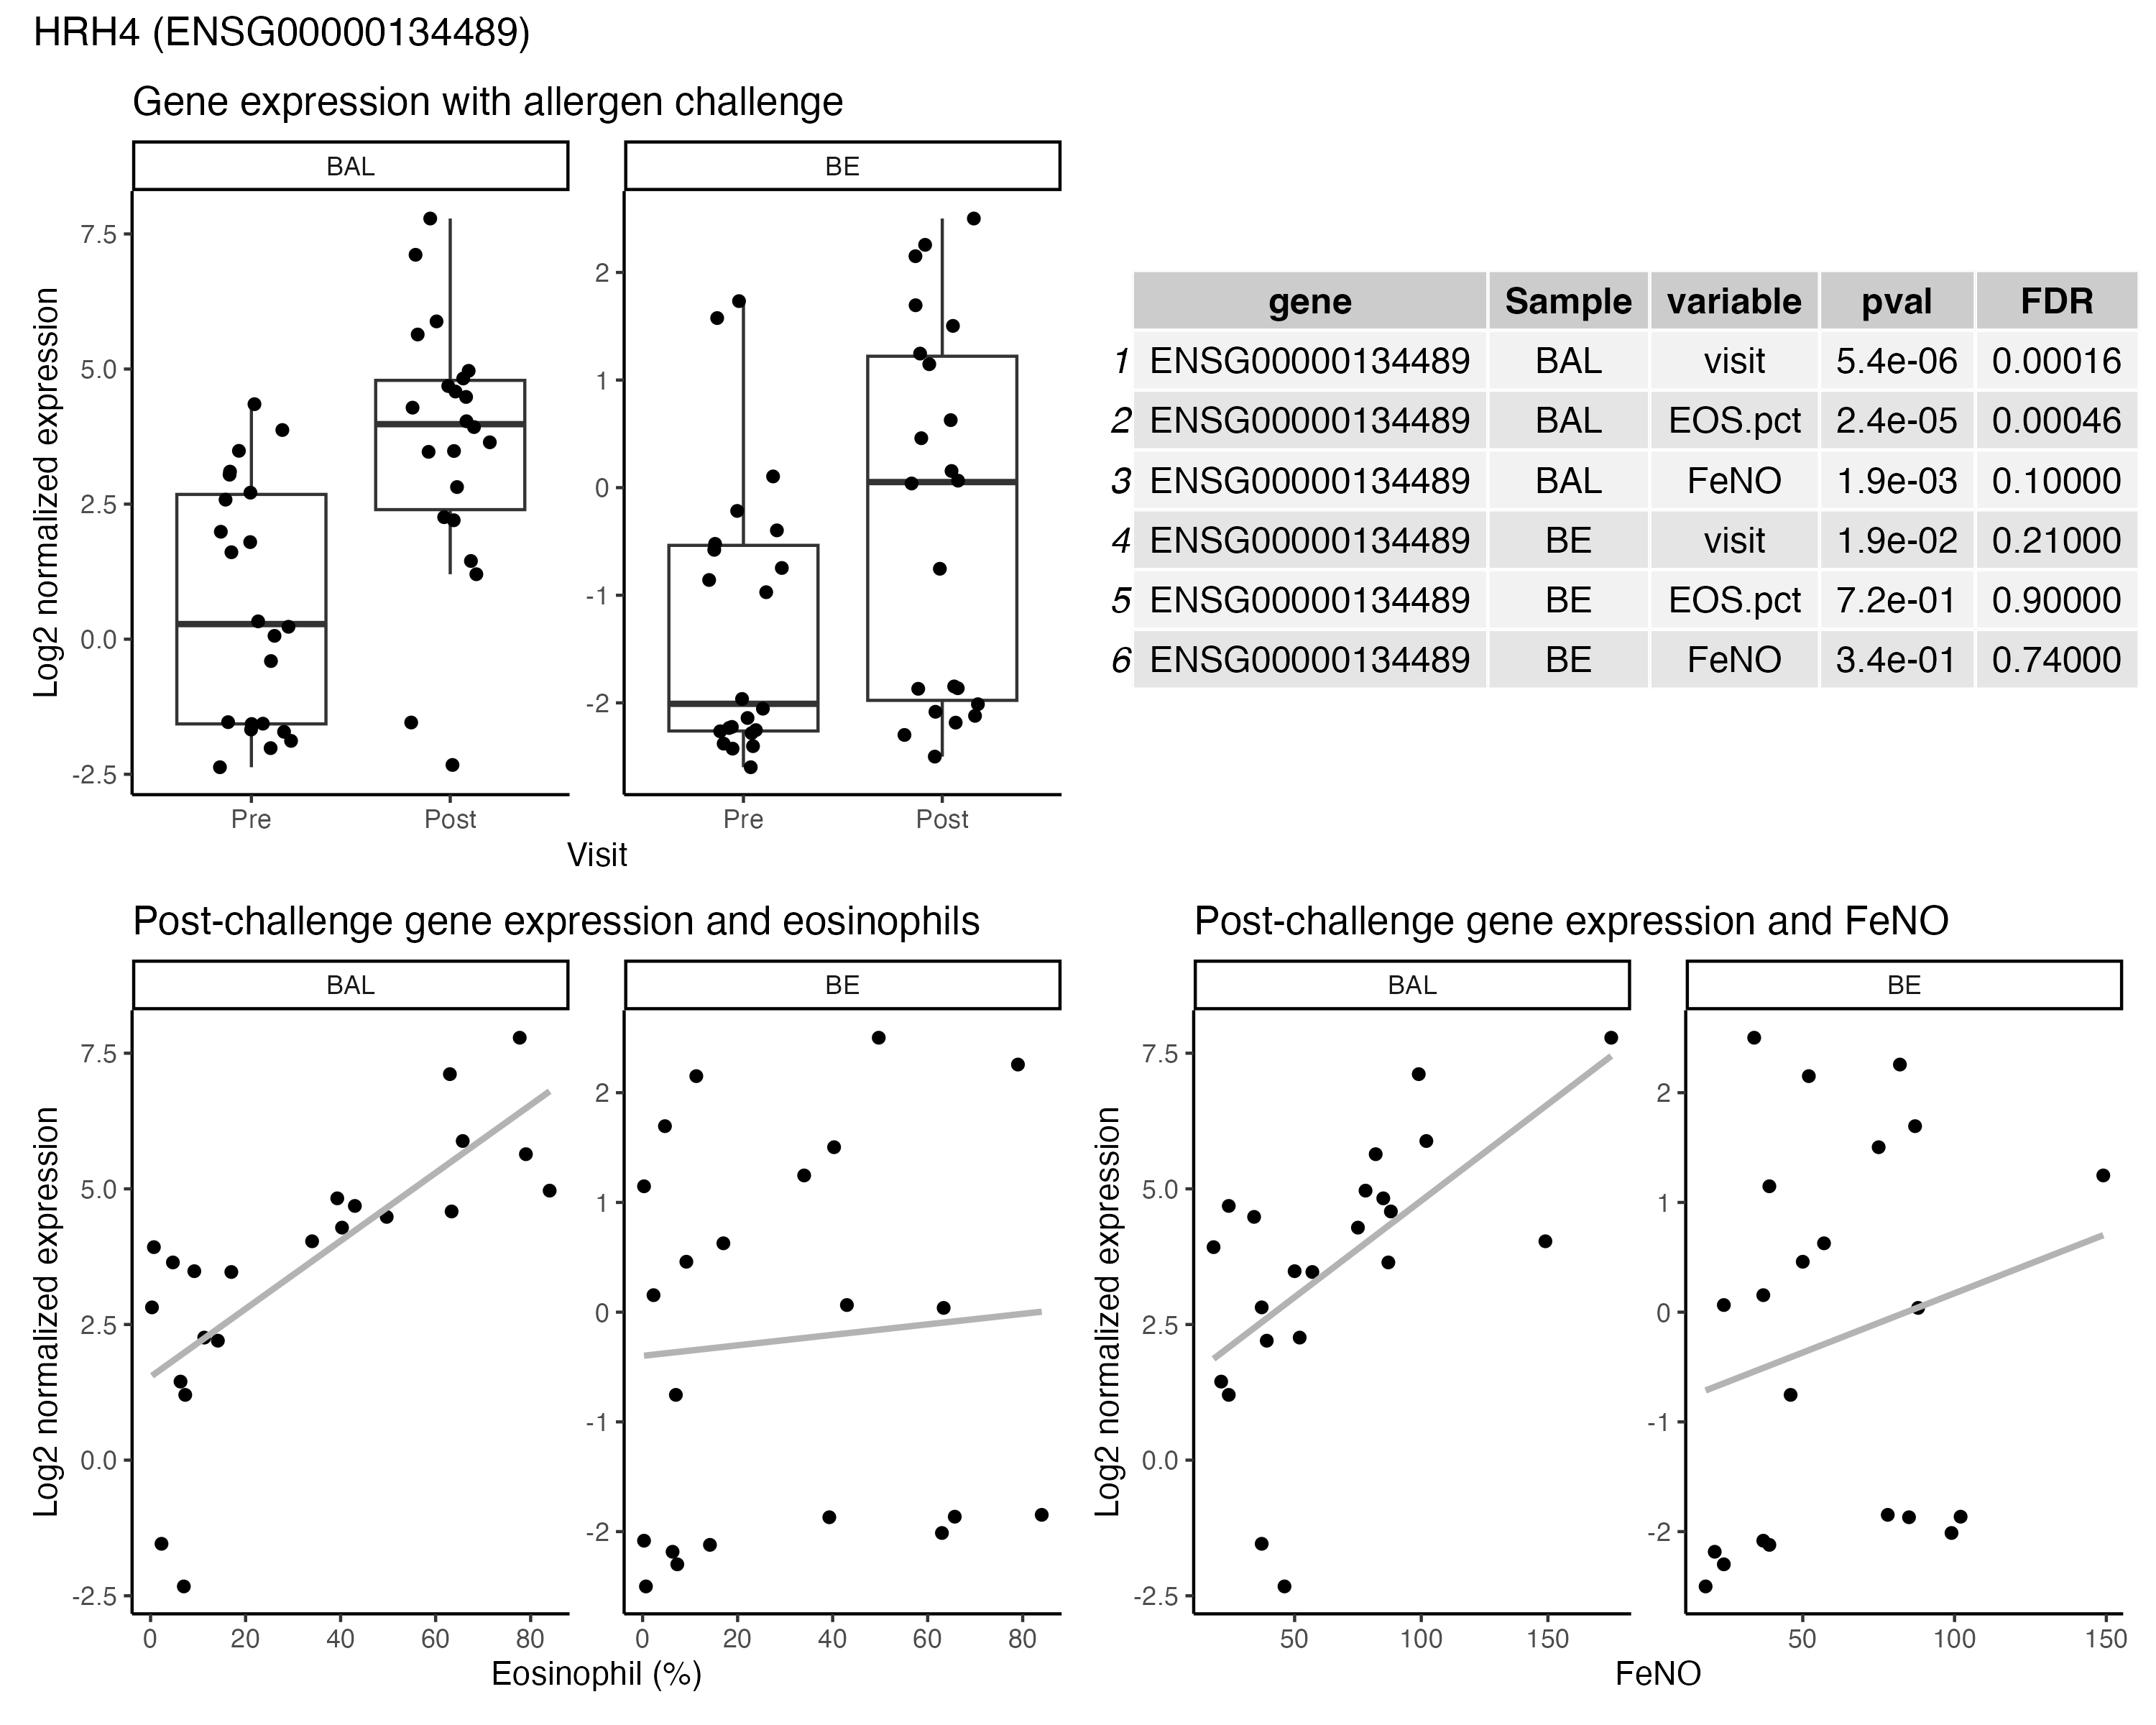 HRH4 (ENSG00000134489)
Gene expression with allergen challenge
BAL BE
Log2 normalized expression
7.5
5.0
2.5
0.0
-2.5
2
1
0
-1
-2
Pre Post Pre Post
Visit
gene Sample variable pval FDR
1 ENSG00000134489 BAL visit 5.4e-06 0.00016
2 ENSG00000134489 BAL EOS.pct 2.4e-05 0.00046
3 ENSG00000134489 BAL FeNO 1.9e-03 0.10000
4 ENSG00000134489 BE visit 1.9e-02 0.21000
5 ENSG00000134489 BE EOS.pct 7.2e-01 0.90000
6 ENSG00000134489 BE FeNO 3.4e-01 0.74000
Post-challenge gene expression and eosinophils
BAL BE
Log2 normalized expression
7.5
5.0
2.5
0.0
-2.5
2
1
0
-1
-2
0 20 40 60 80 0 20 40 60 80
Eosinophil (%)
Post-challenge gene expression and FeNO
BAL BE
Log2 normalized expression
7.5
5.0
2.5
0.0
-2.5
2
1
0
-1
-2
50 100 150 50 100 150
FeNO